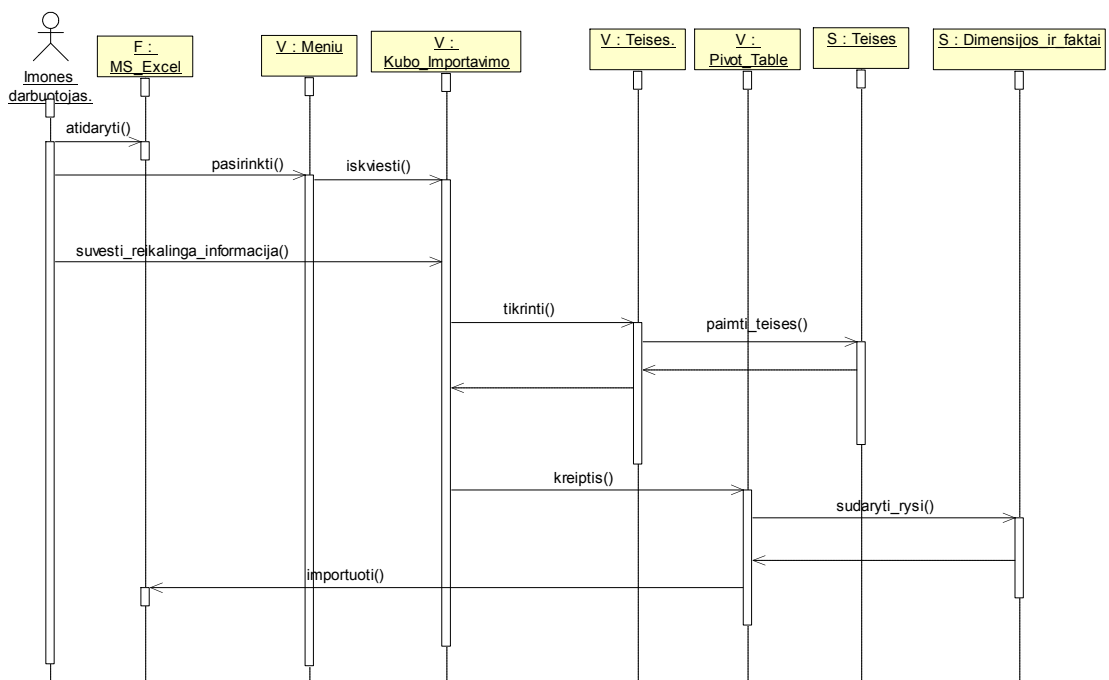 Imones
darbuotojas.
F :
MS_Excel
V : Meniu
V :
Kubo_Importavimo
V : Teises.
V :
Pivot_Table
S : Teises
S : Dimensijos_ir_faktai
atidaryti()
pasirinkti()
iskviesti()
suvesti_reikalinga_informacija()
tikrinti()
paimti_teises()
kreiptis()
sudaryti_rysi()
importuoti()